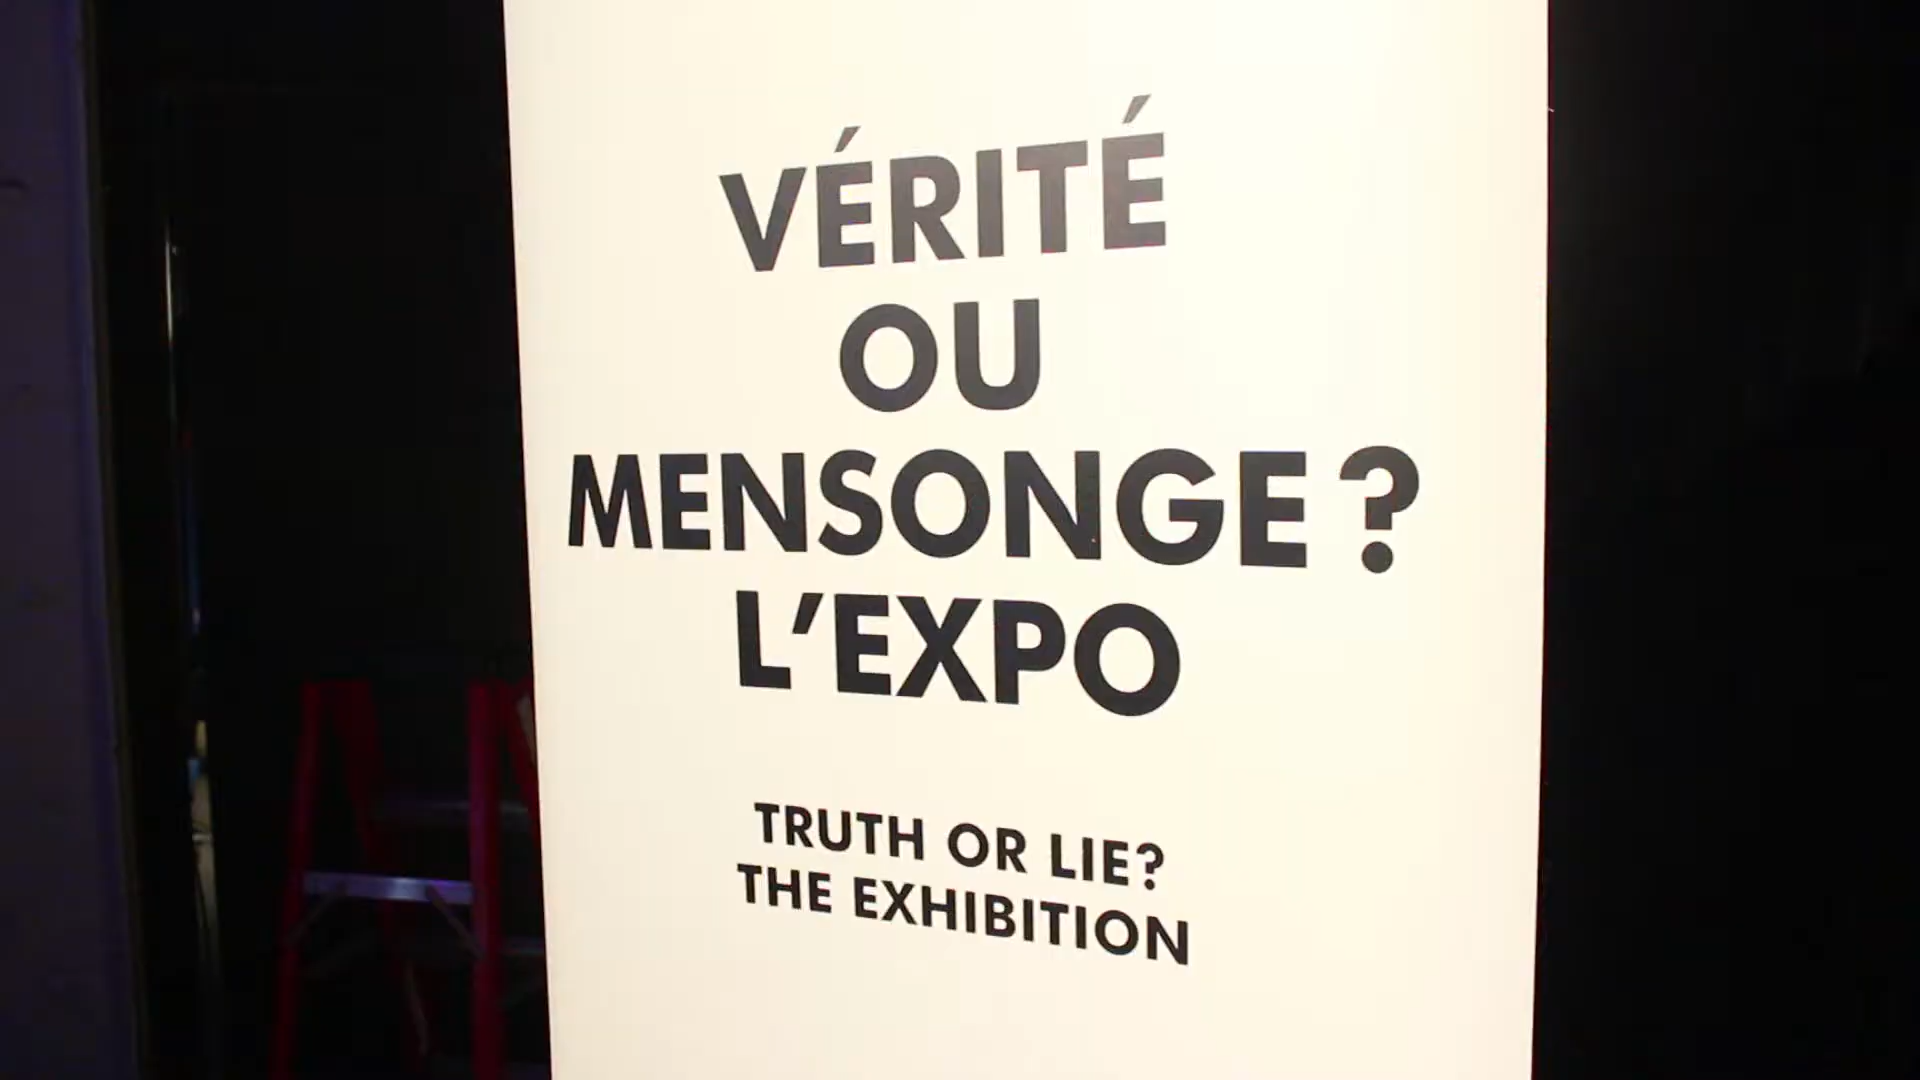 VÉRITÉ
OU
MENSONGE ?
L'EXPO
TRUTH OR LIE?
THE EXHIBITION